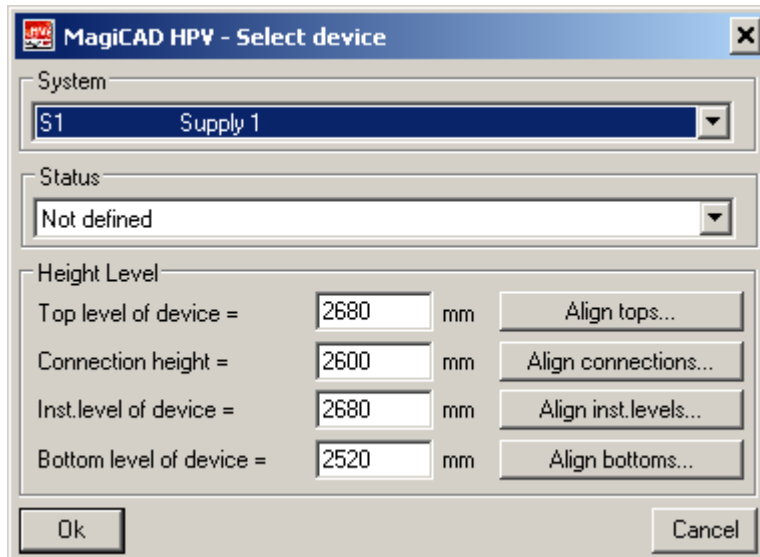 MagiCAD HPV - Select device
System
S1 Supply 1
Status
Not defined
Height Level
Top level of device = 2680 mm Align tops...
Connection height = 2600 mm Align connections...
Inst.level of device = 2680 mm Align inst.levels...
Bottom level of device = 2520 mm Align bottoms...
Ok Cancel